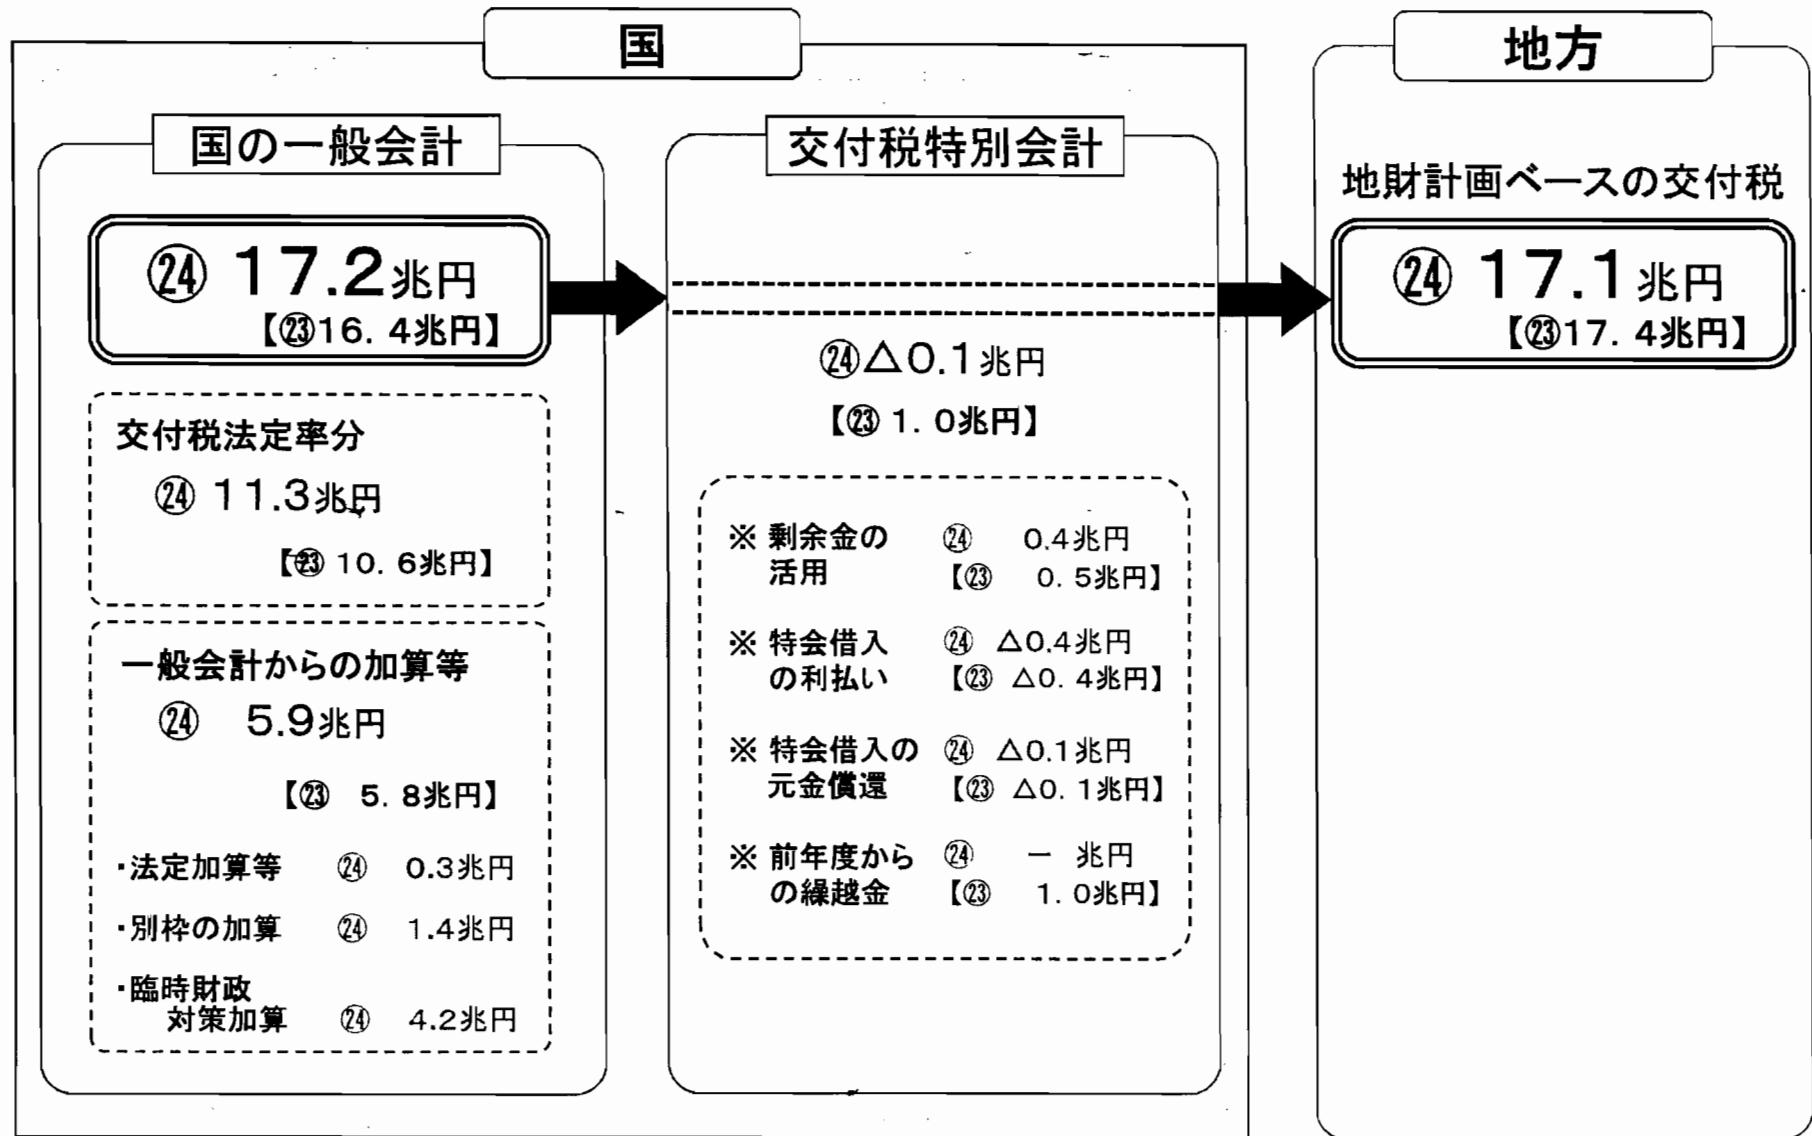 国
国の一般会計
㉔ 17.2兆円
【㉓16. 4兆円】
交付税法定率分
㉔ 11.3兆円
【㉓ 10. 6兆円】
一般会計からの加算等
㉔ 5.9兆円
【㉓ 5. 8兆円】
・法定加算等 ㉔ 0.3兆円
・別枠の加算 ㉔ 1.4兆円
・臨時財政
対策加算 ㉔ 4.2兆円
交付税特別会計
㉔△0.1兆円
【㉓ 1. 0兆円】
※ 剰余金の ㉔ 0.4兆円
活用 【㉓ 0. 5兆円】
※ 特会借入 ㉔ △0.4兆円
の利払い 【㉓ △0. 4兆円】
※ 特会借入の ㉔ △0.1兆円
元金償還 【㉓ △0. 1兆円】
※ 前年度から ㉔ － 兆円
の繰越金 【㉓ 1. 0兆円】
地方
地財計画ベースの交付税
㉔ 17.1兆円
【㉓17. 4兆円】